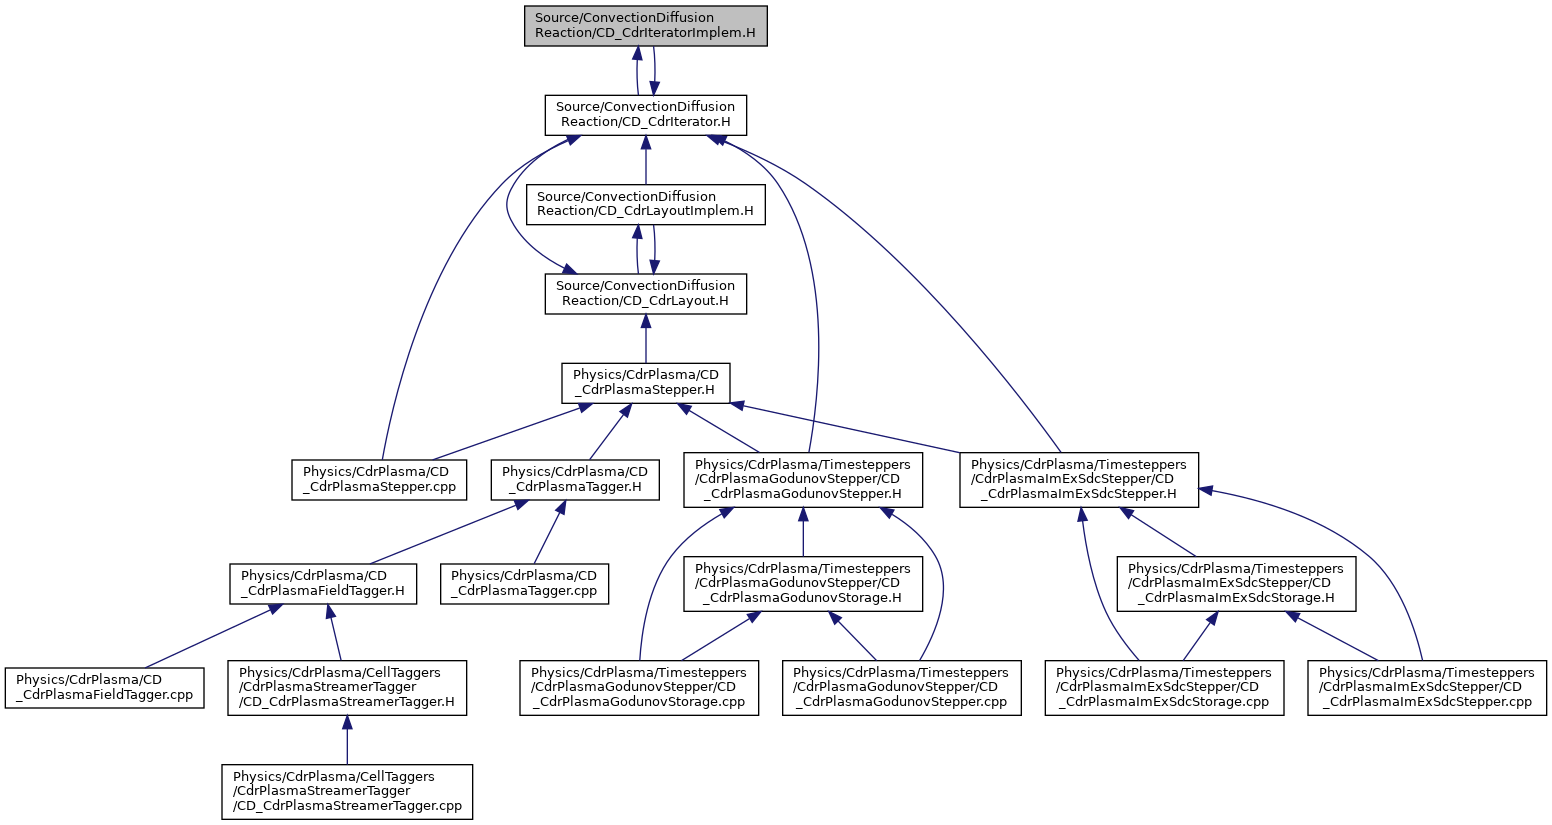 Source/ConvectionDiffusion
Reaction/CD_CdrIteratorImplem.H
Source/ConvectionDiffusion
Reaction/CD_CdrIterator.H
Source/ConvectionDiffusion
Reaction/CD_CdrLayoutImplem.H
Source/ConvectionDiffusion
Reaction/CD_CdrLayout.H
Physics/CdrPlasma/CD
_CdrPlasmaStepper.H
Physics/CdrPlasma/CD
_CdrPlasmaStepper.cpp
Physics/CdrPlasma/CD
_CdrPlasmaTagger.H
Physics/CdrPlasma/Timesteppers
/CdrPlasmaGodunovStepper/CD
_CdrPlasmaGodunovStepper.H
Physics/CdrPlasma/Timesteppers
/CdrPlasmaImExSdcStepper/CD
_CdrPlasmaImExSdcStepper.H
Physics/CdrPlasma/CD
_CdrPlasmaFieldTagger.H
Physics/CdrPlasma/CD
_CdrPlasmaTagger.cpp
Physics/CdrPlasma/Timesteppers
/CdrPlasmaGodunovStepper/CD
_CdrPlasmaGodunovStorage.H
Physics/CdrPlasma/Timesteppers
/CdrPlasmaImExSdcStepper/CD
_CdrPlasmaImExSdcStorage.H
Physics/CdrPlasma/CD
_CdrPlasmaFieldTagger.cpp
Physics/CdrPlasma/CellTaggers
/CdrPlasmaStreamerTagger
/CD_CdrPlasmaStreamerTagger.H
Physics/CdrPlasma/Timesteppers
/CdrPlasmaGodunovStepper/CD
_CdrPlasmaGodunovStorage.cpp
Physics/CdrPlasma/Timesteppers
/CdrPlasmaGodunovStepper/CD
_CdrPlasmaGodunovStepper.cpp
Physics/CdrPlasma/Timesteppers
/CdrPlasmaImExSdcStepper/CD
_CdrPlasmaImExSdcStorage.cpp
Physics/CdrPlasma/Timesteppers
/CdrPlasmaImExSdcStepper/CD
_CdrPlasmaImExSdcStepper.cpp
Physics/CdrPlasma/CellTaggers
/CdrPlasmaStreamerTagger
/CD_CdrPlasmaStreamerTagger.cpp